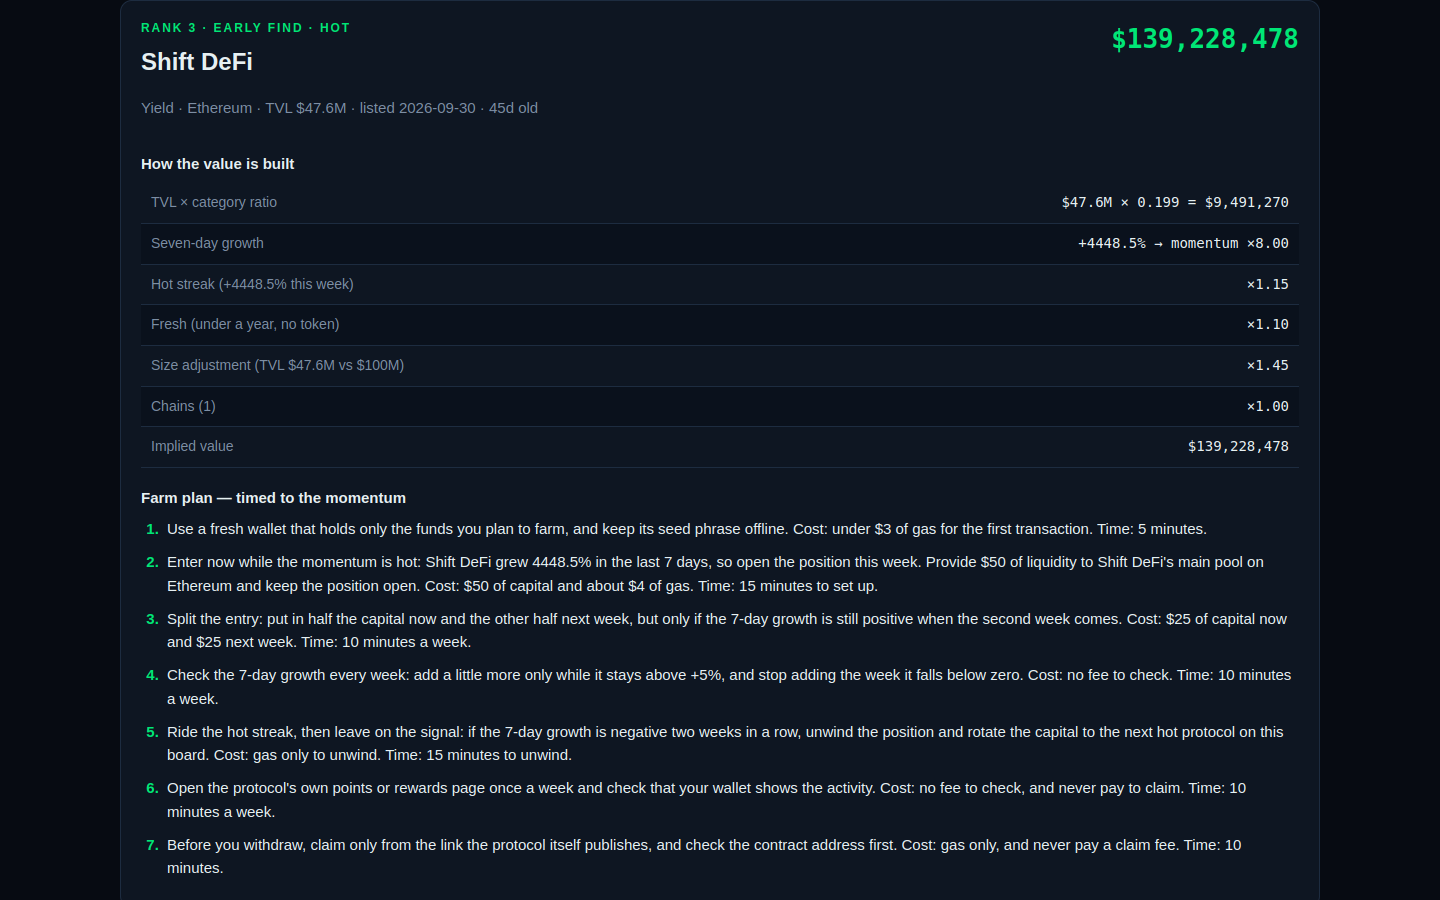 RANK 3 · EARLY FIND · HOT
$139,228,478
Shift DeFi
Yield · Ethereum · TVL $47.6M · listed 2026-09-30 · 45d old
How the value is built
TVL × category ratio
$47.6M × 0.199 = $9,491,270
Seven-day growth
+4448.5% → momentum ×8.00
Hot streak (+4448.5% this week)
×1.15
Fresh (under a year, no token)
×1.10
Size adjustment (TVL $47.6M vs $100M)
×1.45
Chains (1)
×1.00
Implied value
$139,228,478
Farm plan — timed to the momentum
1. Use a fresh wallet that holds only the funds you plan to farm, and keep its seed phrase offline. Cost: under $3 of gas for the first transaction. Time: 5 minutes.
2. Enter now while the momentum is hot: Shift DeFi grew 4448.5% in the last 7 days, so open the position this week. Provide $50 of liquidity to Shift DeFi's main pool on
Ethereum and keep the position open. Cost: $50 of capital and about $4 of gas. Time: 15 minutes to set up.
3. Split the entry: put in half the capital now and the other half next week, but only if the 7-day growth is still positive when the second week comes. Cost: $25 of capital now
and $25 next week. Time: 10 minutes a week.
4. Check the 7-day growth every week: add a little more only while it stays above +5%, and stop adding the week it falls below zero. Cost: no fee to check. Time: 10 minutes
a week.
5. Ride the hot streak, then leave on the signal: if the 7-day growth is negative two weeks in a row, unwind the position and rotate the capital to the next hot protocol on this
board. Cost: gas only to unwind. Time: 15 minutes to unwind.
6. Open the protocol's own points or rewards page once a week and check that your wallet shows the activity. Cost: no fee to check, and never pay to claim. Time: 10
minutes a week.
7. Before you withdraw, claim only from the link the protocol itself publishes, and check the contract address first. Cost: gas only, and never pay a claim fee. Time: 10
minutes.